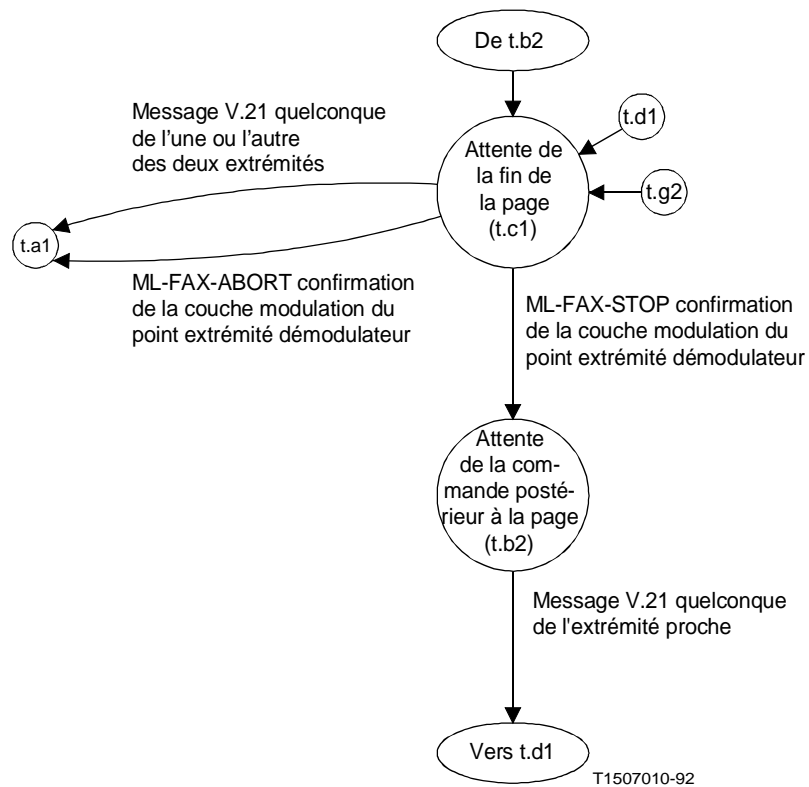 De t.b2
Message V.21 quelconque
de l'une ou l'autre
des deux extrémités
t.d1
Attente de
la fin de
la page
(t.c1)
t.g2
t.a1
ML-FAX-ABORT confirmation
de la couche modulation du
point extrémité démodulateur
ML-FAX-STOP confirmation
de la couche modulation du
point extrémité démodulateur
Attente
de la com-
mande posté-
rieur à la page
(t.b2)
Message V.21 quelconque
de l'extrémité proche
Vers t.d1
T1507010-92